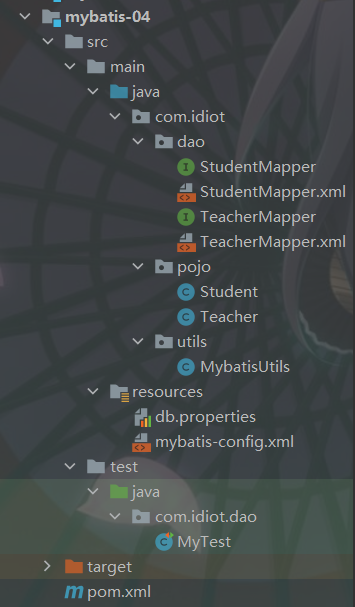 mybatis-04
src
main
java
com.idiot
dao
StudentMapper
StudentMapper.xml
TeacherMapper
TeacherMapper.xml
pojo
Student
Teacher
utils
MybatisUtils
resources
db.properties
mybatis-config.xml
test
java
com.idiot.dao
MyTest
target
pom.xml